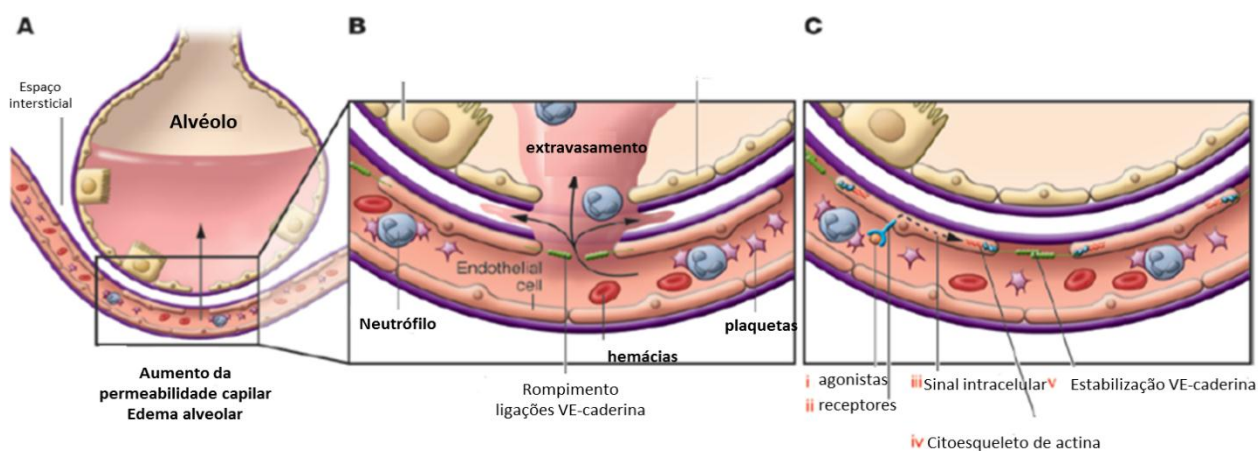 A
B
C
Espaço
intersticial
Alvéolo
extravasamento
Endothelial
cell
Neutrófilo
hemácias
plaquetas
Aumento da
permeabilidade capilar
Edema alveolar
Rompimento
ligações VE-caderina
i agonistas
ii receptores
iii Sinal intracelular
v Estabilização VE-caderina
iv Citoesqueleto de actina